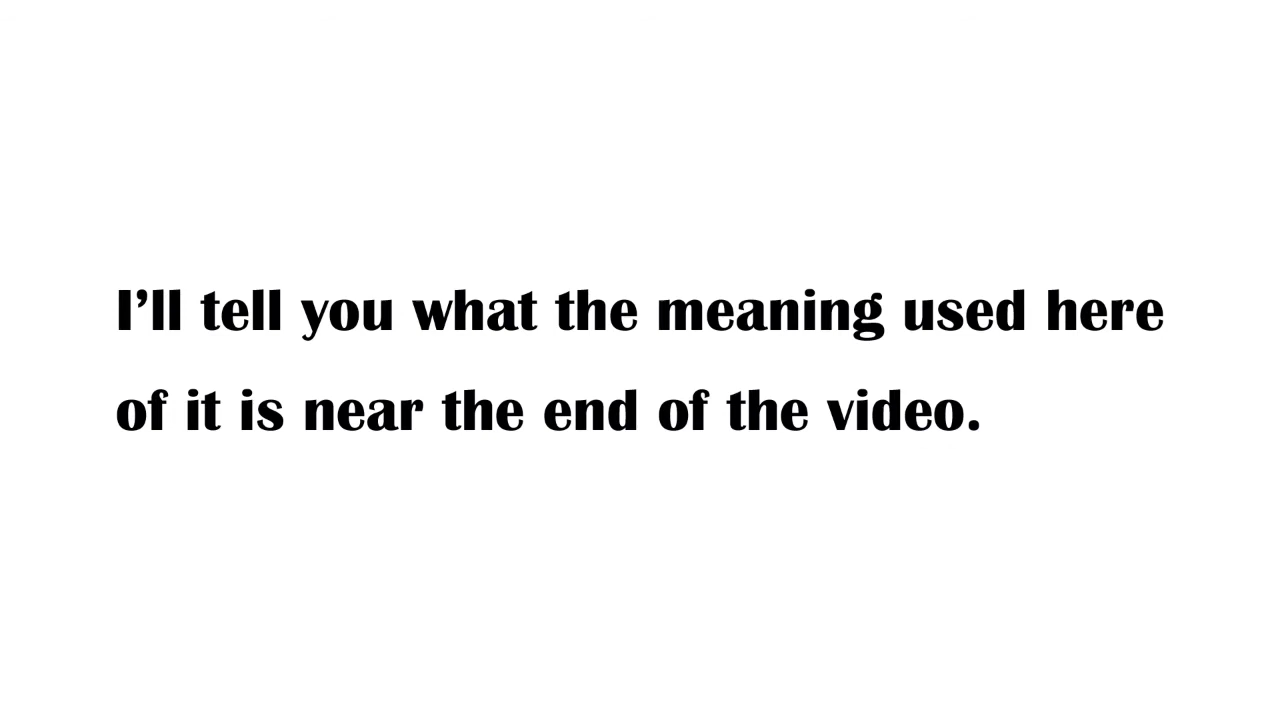 I’ll tell you what the meaning used here
of it is near the end of the video.